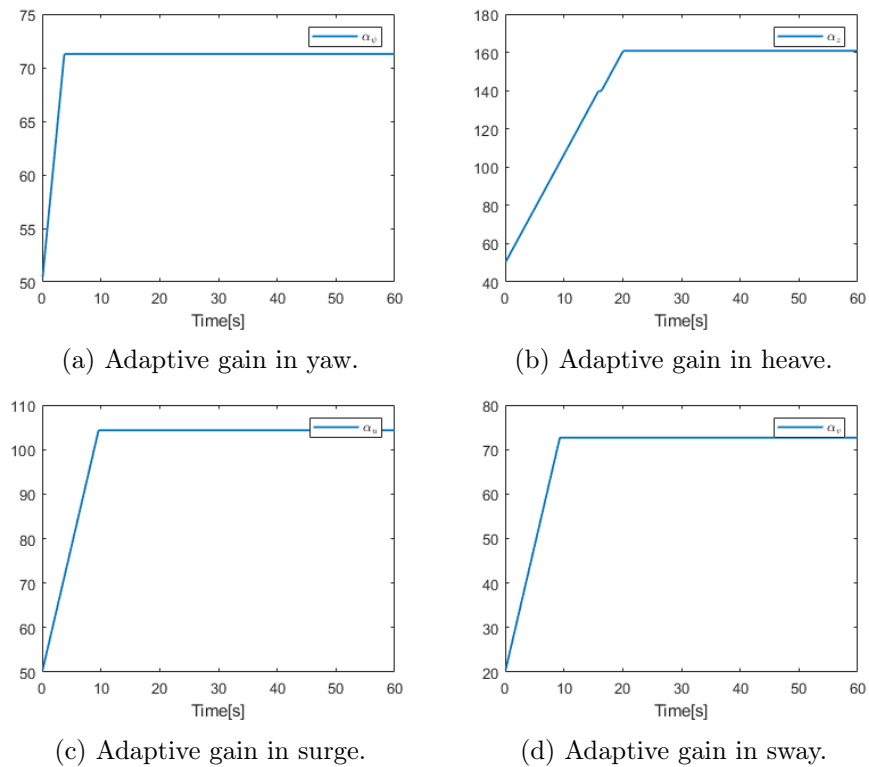 75
70
65
60
55
50
0 10 20 30 40 50 60
Time[s]
α_ψ
(a) Adaptive gain in yaw.
180
160
140
120
100
80
60
40
0 10 20 30 40 50 60
Time[s]
α_z
(b) Adaptive gain in heave.
110
100
90
80
70
60
50
0 10 20 30 40 50 60
Time[s]
α_u
(c) Adaptive gain in surge.
80
70
60
50
40
30
20
0 10 20 30 40 50 60
Time[s]
α_v
(d) Adaptive gain in sway.